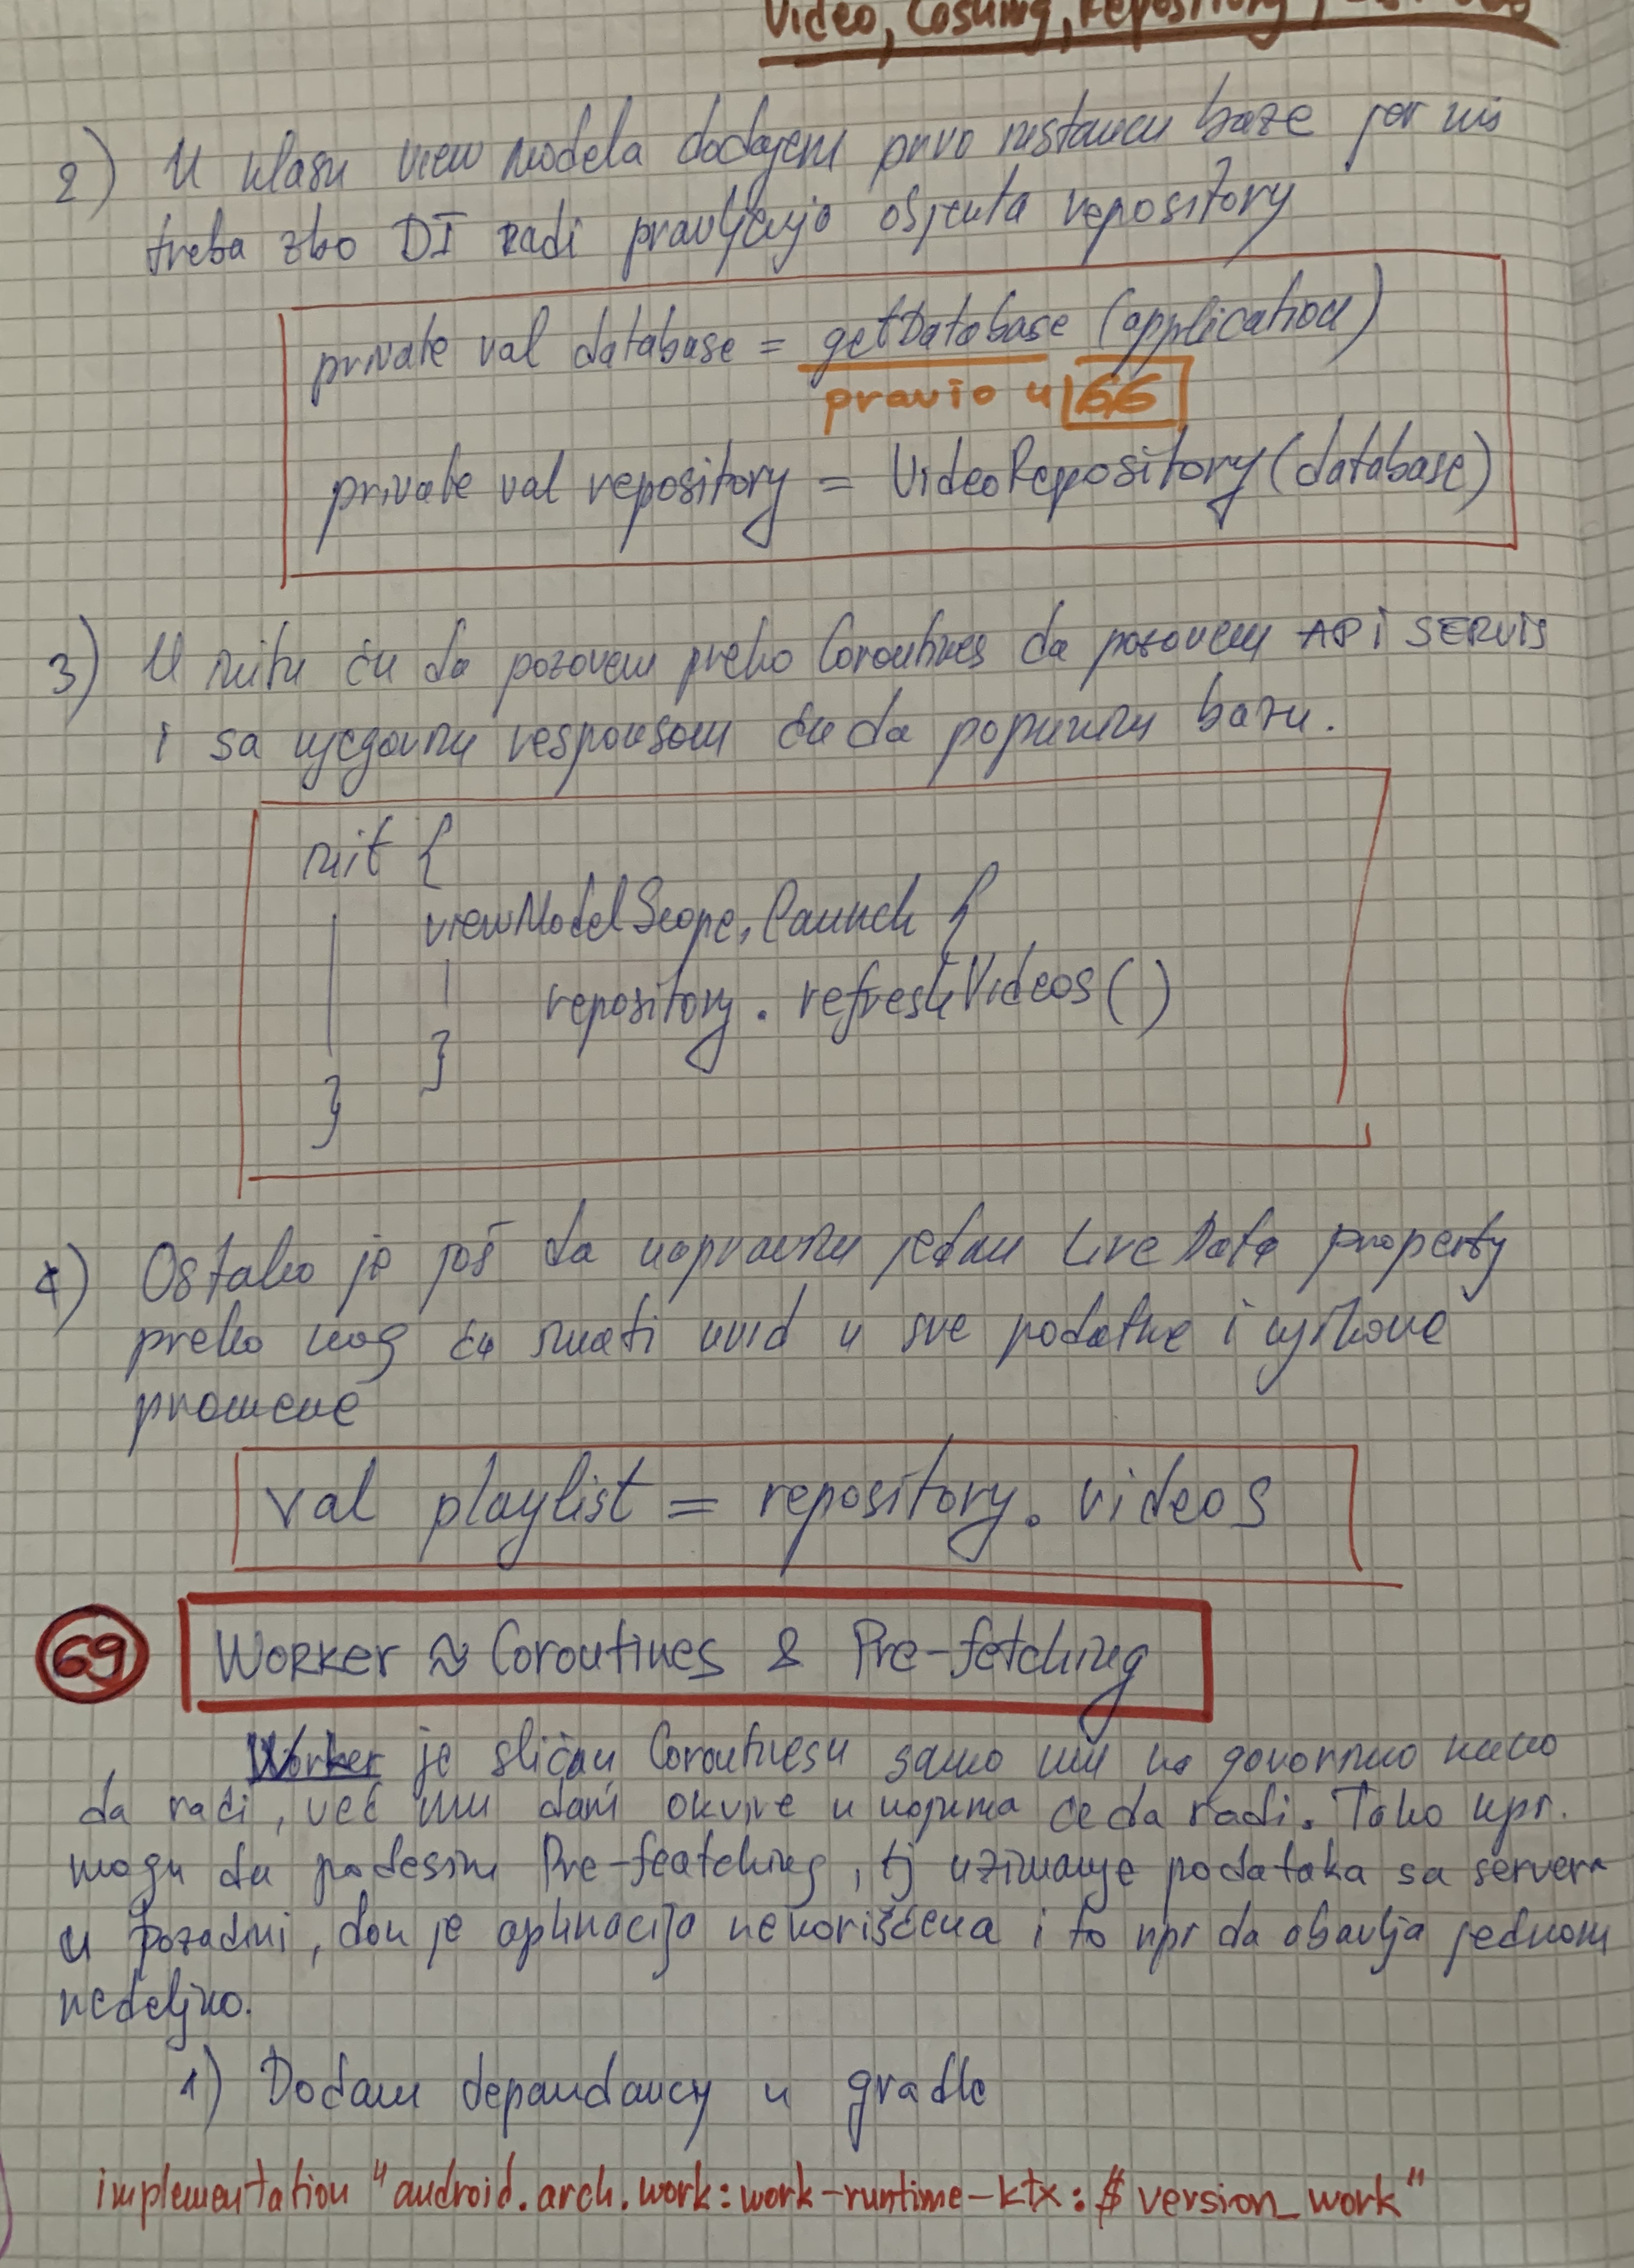 Video, Cashing, Repository,
2) U klasu view modela dodajem prvo instancu baze jer mi
treba zbo DI radi pravljenja objekta repository
private val database = getDatabase (application)
pravio u 66
private val repository = VideoRepository (database)
3) U initu ću da pozovem preko Coroutines da pozovem API SERVIS
i sa njegovim responsom ću da popunim bazu.
init {
viewModelScope.launch {
repository.refreshVideos()
}
}
4) Ostalo je još da napravim jedan LiveData property
preko kog ću imati uvid u sve podatke i njihove
promene
val playlist = repository.videos
69 Worker ≈ Coroutines & Pre-fetching
Worker je sličan Coroutinesu samo mu ne govorimo kako
da radi, već mu dam okvire u kojima će da radi. Tako npr.
mogu da podesim Pre-featching, tj uzimanje podataka sa servera
u pozadini, dok je aplikacija nekorišćena i to npr da obavlja jednom
nedeljno.
1) Dodam dependancy u gradle
implementation "android.arch.work:work-runtime-ktx:$version_work"